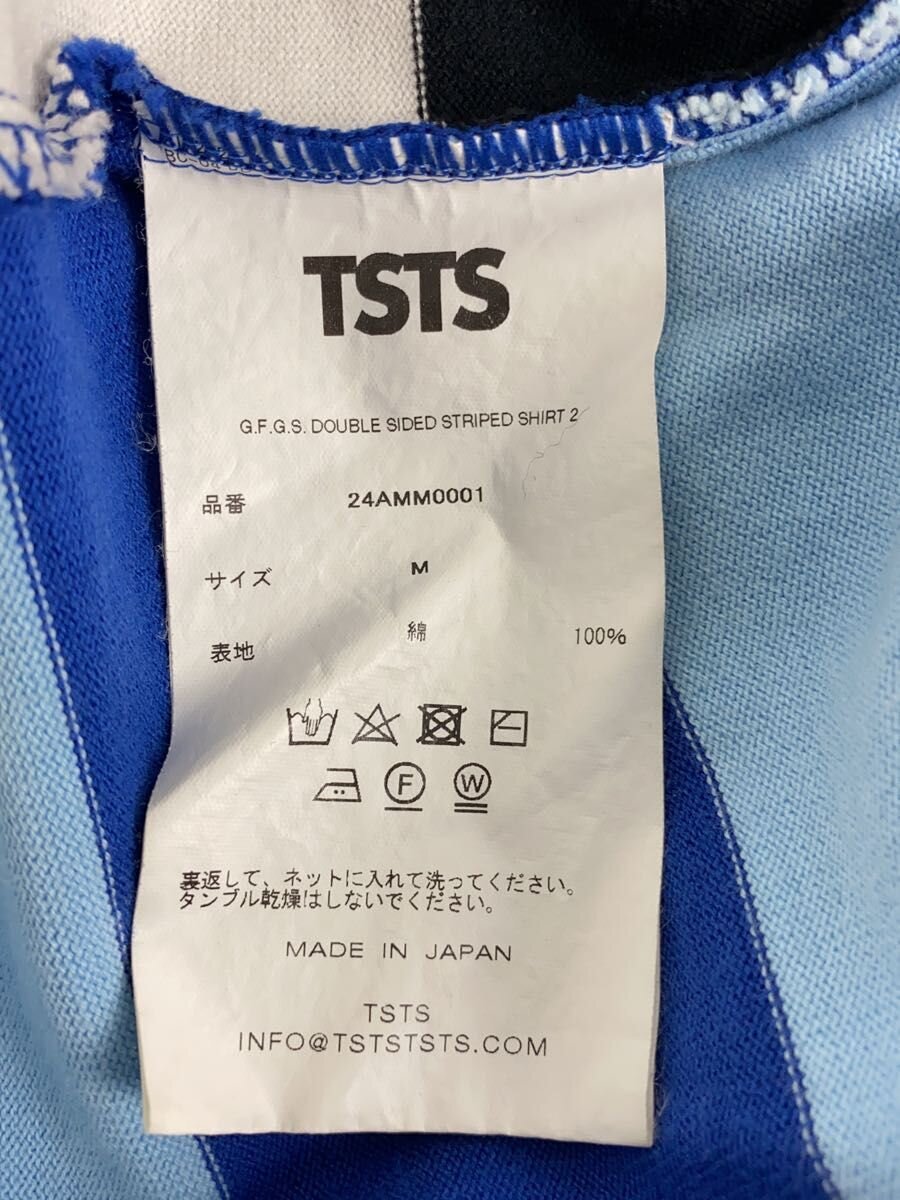 TSTS
G.F.G.S. DOUBLE SIDED STRIPED SHIRT 2
品番 24AMM0001
サイズ M
表地 綿 100%
F W
裏返して、ネットに入れて洗ってください。
タンブル乾燥はしないでください。
MADE IN JAPAN
TSTS
INFO@TSTSTSTS.COM